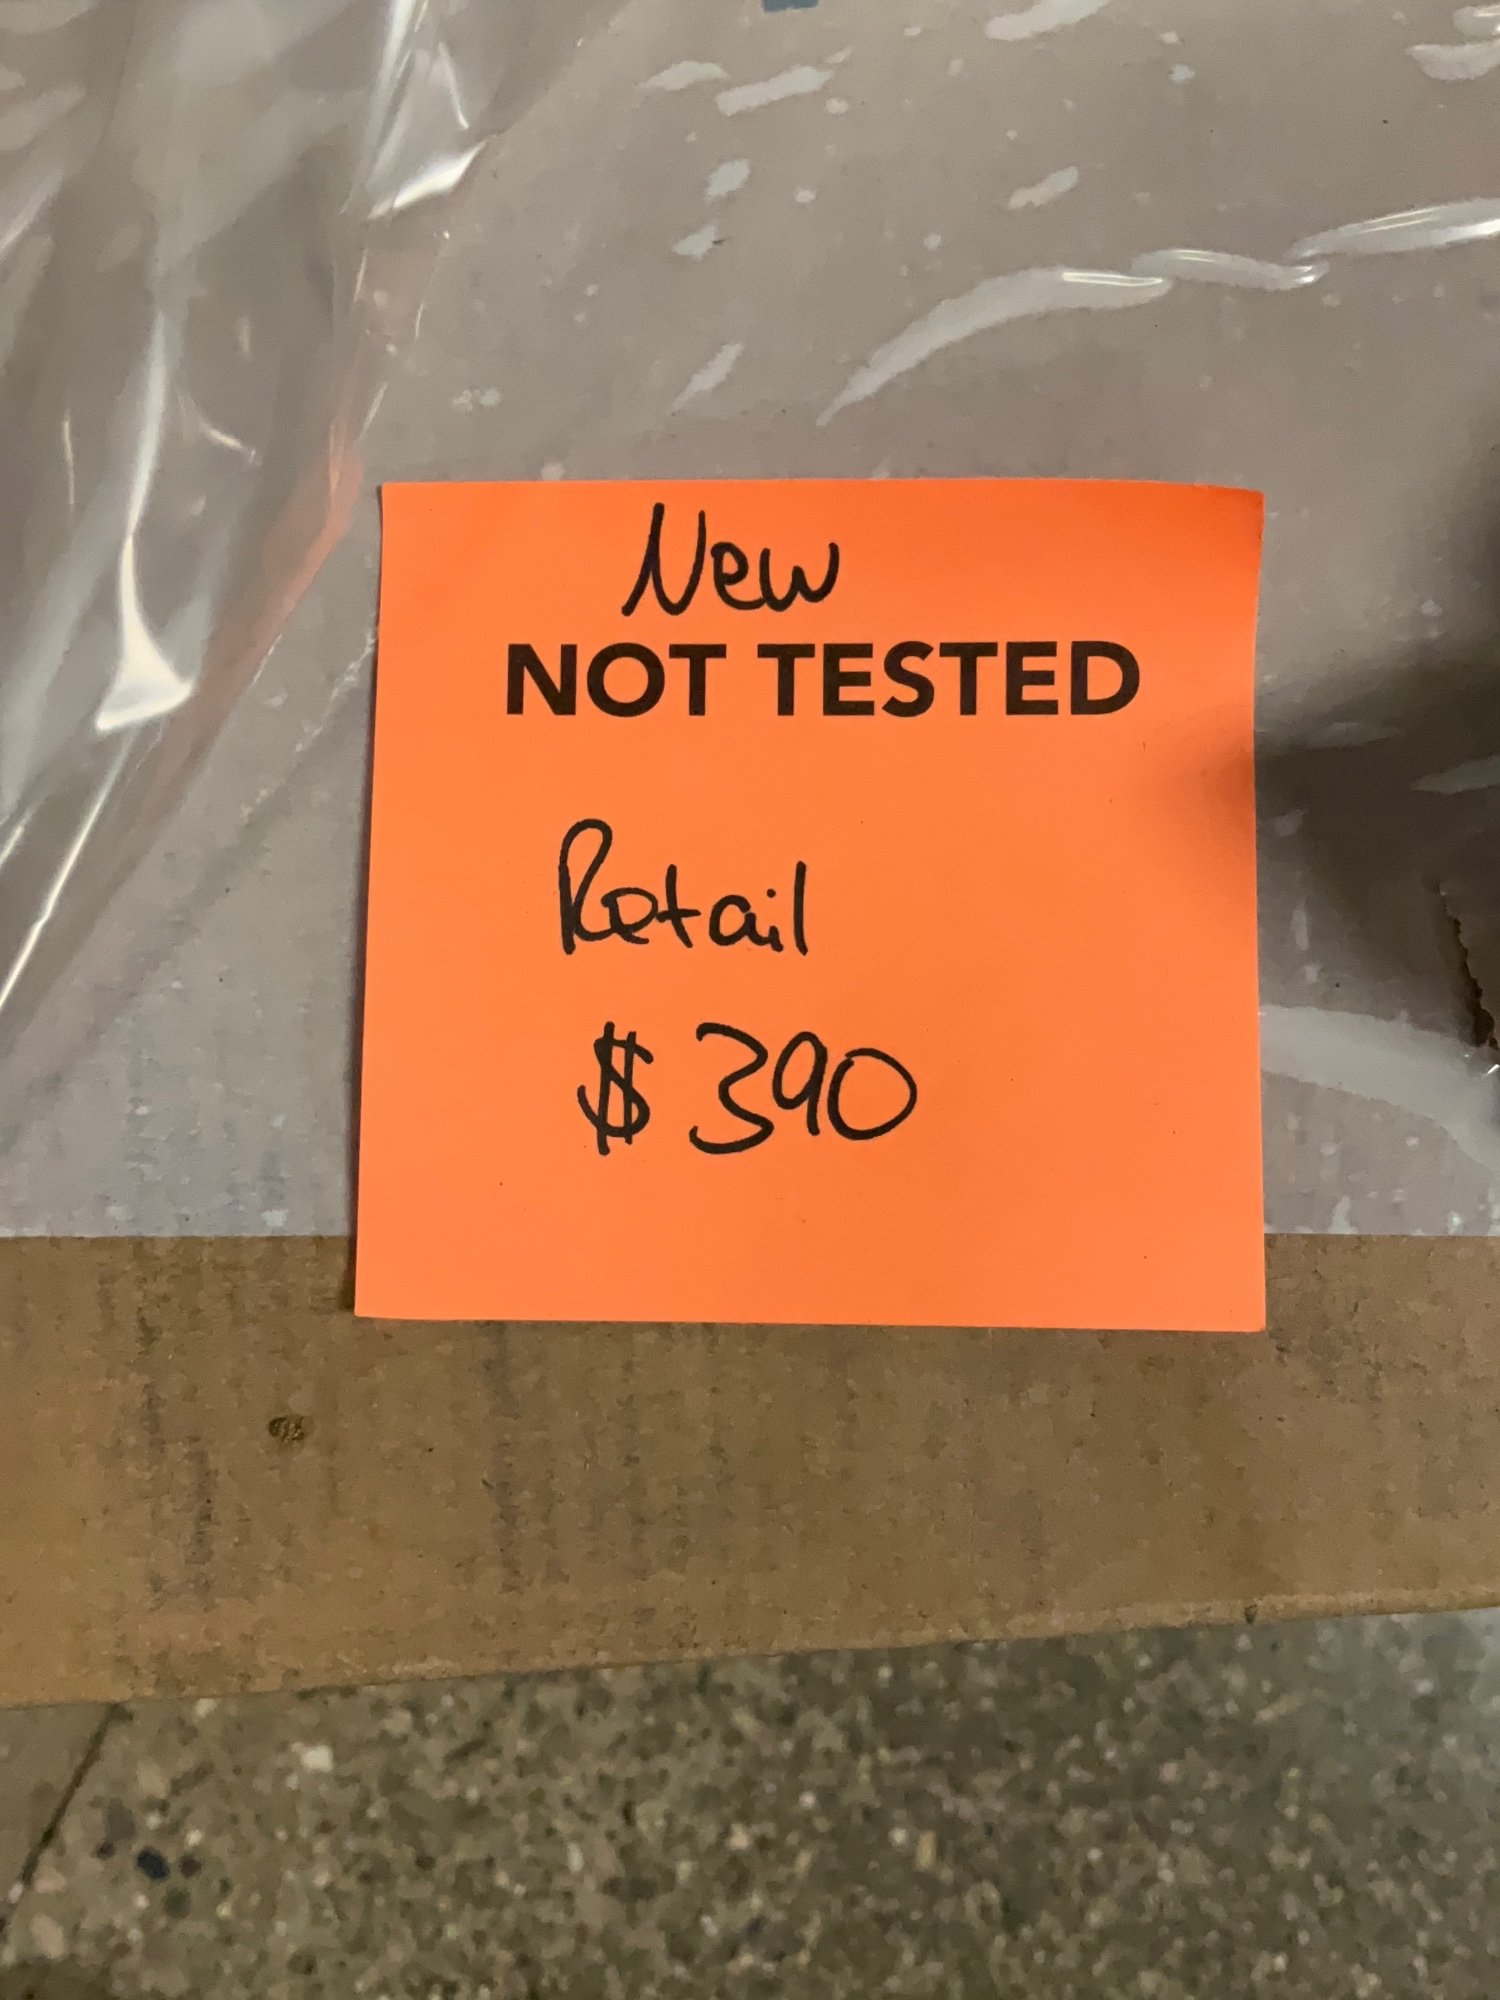 New
NOT TESTED
Retail
$390